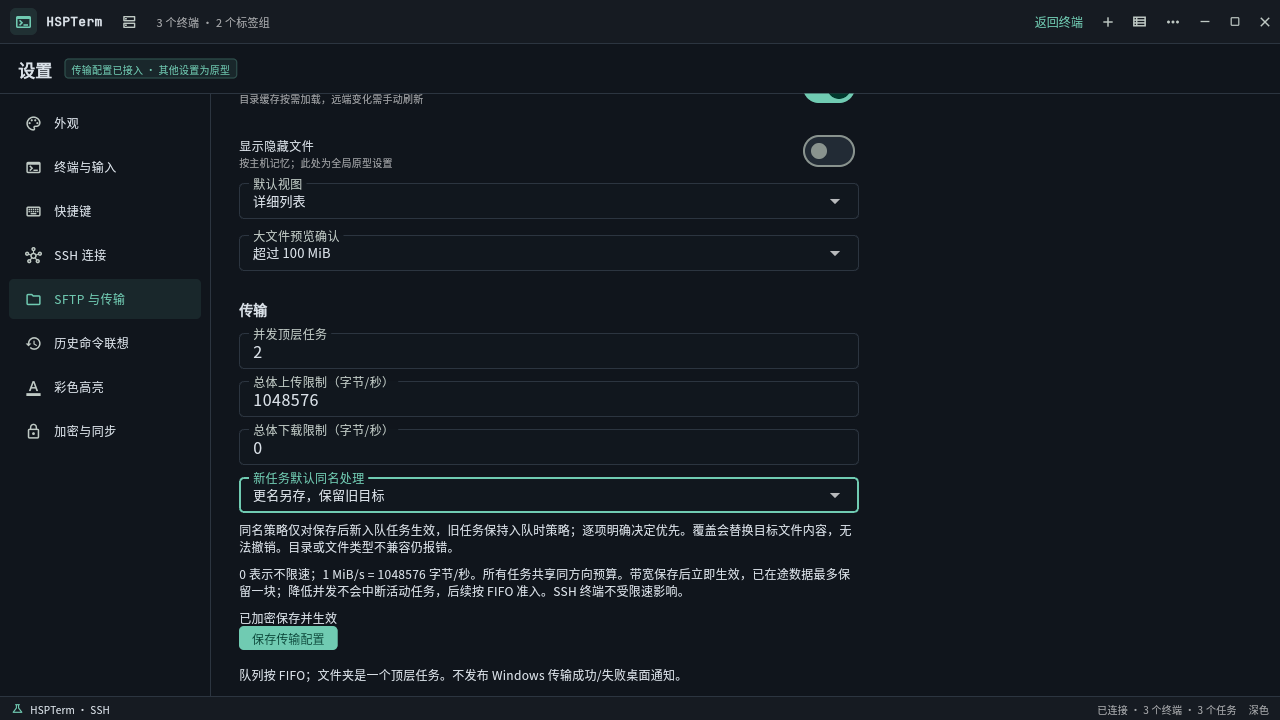 HSPTerm
3 个终端 · 2 个标签组
返回终端
设置
传输配置已接入 · 其他设置为原型
外观
终端与输入
快捷键
SSH 连接
SFTP 与传输
历史命令联想
彩色高亮
加密与同步
目录缓存按需加载，远端变化需手动刷新
显示隐藏文件
按主机记忆；此处为全局原型设置
默认视图
详细列表
大文件预览确认
超过 100 MiB
传输
并发顶层任务
2
总体上传限制（字节/秒）
1048576
总体下载限制（字节/秒）
0
新任务默认同名处理
更名另存，保留旧目标
同名策略仅对保存后新入队任务生效，旧任务保持入队时策略；逐项明确决定优先。覆盖会替换目标文件内容，无
法撤销。目录或文件类型不兼容仍报错。
0 表示不限速；1 MiB/s = 1048576 字节/秒。所有任务共享同方向预算。带宽保存后立即生效，已在途数据最多保
留一块；降低并发不会中断活动任务，后续按 FIFO 准入。SSH 终端不受限速影响。
已加密保存并生效
保存传输配置
队列按 FIFO；文件夹是一个顶层任务。不发布 Windows 传输成功/失败桌面通知。
HSPTerm · SSH
已连接 · 3 个终端 · 3 个任务
深色